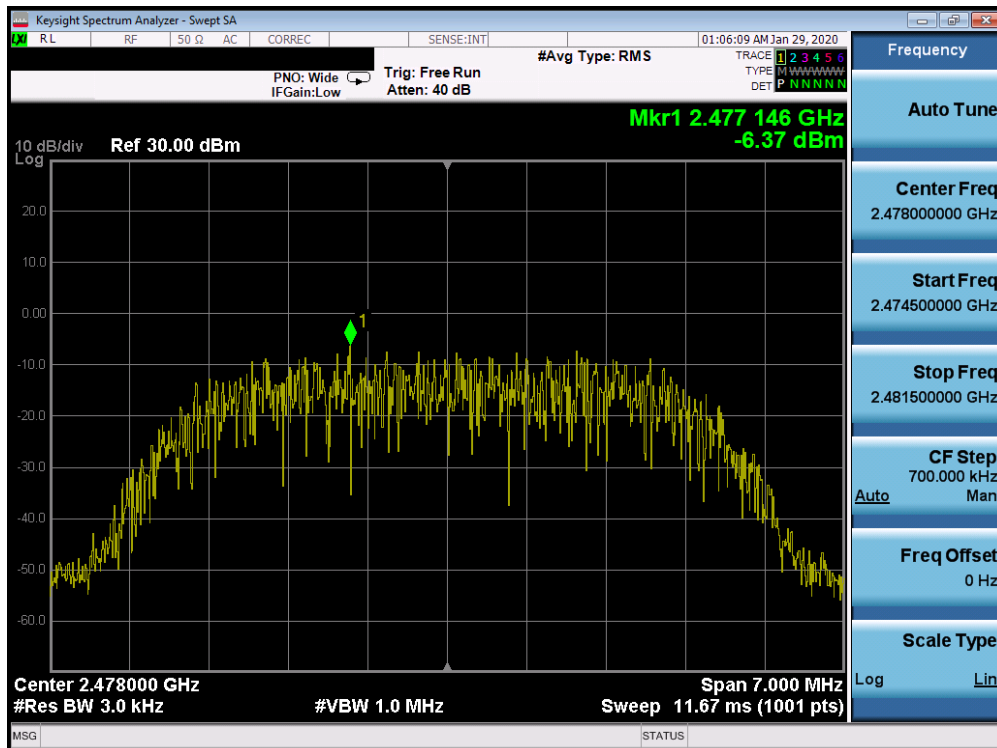 Keysight Spectrum Analyzer - Swept SA
LXI RL RF 50 Ω AC CORREC SENSE:INT 01:06:09 AM Jan 29, 2020
PNO: Wide Trig: Free Run #Avg Type: RMS TRACE 1 2 3 4 5 6
IFGain:Low Atten: 40 dB TYPE M WWWWW
DET P N N N N N
Mkr1 2.477 146 GHz
-6.37 dBm
10 dB/div Ref 30.00 dBm
Log
20.0
10.0
0.00
1
-10.0
-20.0
-30.0
-40.0
-50.0
-60.0
Center 2.478000 GHz Span 7.000 MHz
#Res BW 3.0 kHz #VBW 1.0 MHz Sweep 11.67 ms (1001 pts)
MSG STATUS
Frequency
Auto Tune
Center Freq
2.478000000 GHz
Start Freq
2.474500000 GHz
Stop Freq
2.481500000 GHz
CF Step
700.000 kHz
Auto Man
Freq Offset
0 Hz
Scale Type
Log Lin